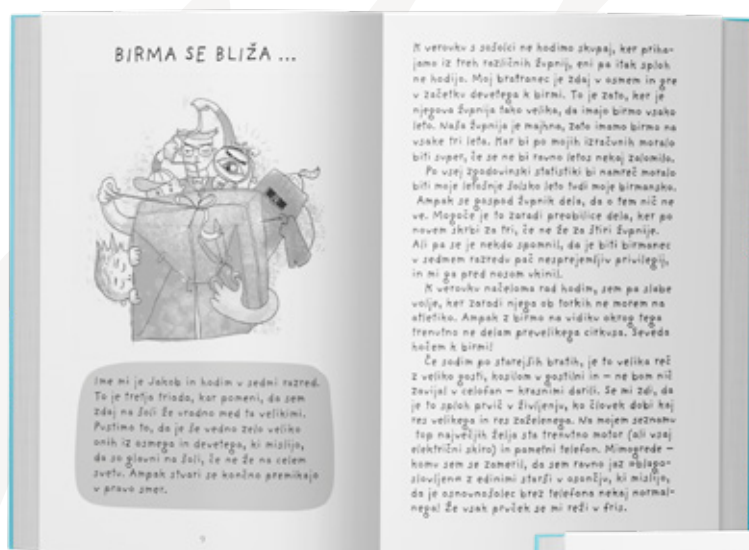 BIRMA SE BLIŽA ...
Ime mi je Jakob in hodim v sedmi razred.
To je tretja triada, kar pomeni, da sem
zdaj na šoli že uradno med ta velikimi.
Pustimo to, da je še vedno zelo veliko
onih iz osmega in devetega, ki mislijo,
da so glavni na šoli, če ne že na celem
svetu. Ampak stvari se končno premikajo
v pravo smer.
9
K verouku s sošolci ne hodimo skupaj, ker priha-
jamo iz treh različnih župnij, eni pa itak sploh
ne hodijo. Moj bratranec je zdaj v osmem in gre
v začetku devetega k birmi. To je zato, ker je
njegova župnija tako velika, da imajo birmo vsako
leto. Naša župnija je majhna, zato imamo birmo na
vsake tri leta. Kar bi po mojih izračunih moralo
biti super, če se ne bi ravno letos nekaj zalomilo.
Po vsej zgodovinski statistiki bi namreč moralo
biti moje letošnje šolsko leto tudi moje birmansko.
Ampak se gospod župnik dela, da o tem nič ne
ve. Mogoče je to zaradi preobilice dela, ker po
novem skrbi za tri, če ne že za štiri župnije.
Ali pa se je nekdo spomnil, da je biti birmanec
v sedmem razredu pač nesprejemljiv privilegij,
in mi ga pred nosom ukinil.
K verouku načeloma rad hodim, sem pa slabe
volje, ker zaradi njega ob torkih ne morem na
atletiko. Ampak z birmo na vidiku okrog tega
trenutno ne delam prevelikega cirkusa. Seveda
hočem k birmi!
Če sodim po starejših bratih, je to velika reč
z veliko gosti, kosilom v gostilni in – ne bom nič
zavijal v celofan – krasnimi darili. Se mi zdi, da
je to sploh prvič v življenju, ko človek dobi kaj
res velikega in res zaželenega. Na mojem seznamu
top največjih želja sta trenutno motor (ali vsaj
električni skiro) in pametni telefon. Mimogrede –
komu sem se zameril, da sem ravno jaz oblago-
slovljen z edinimi starši v osončju, ki mislijo,
da je osnovnošolec brez telefona nekaj normal-
nega! Že vsak prvček se mi reži v fris.